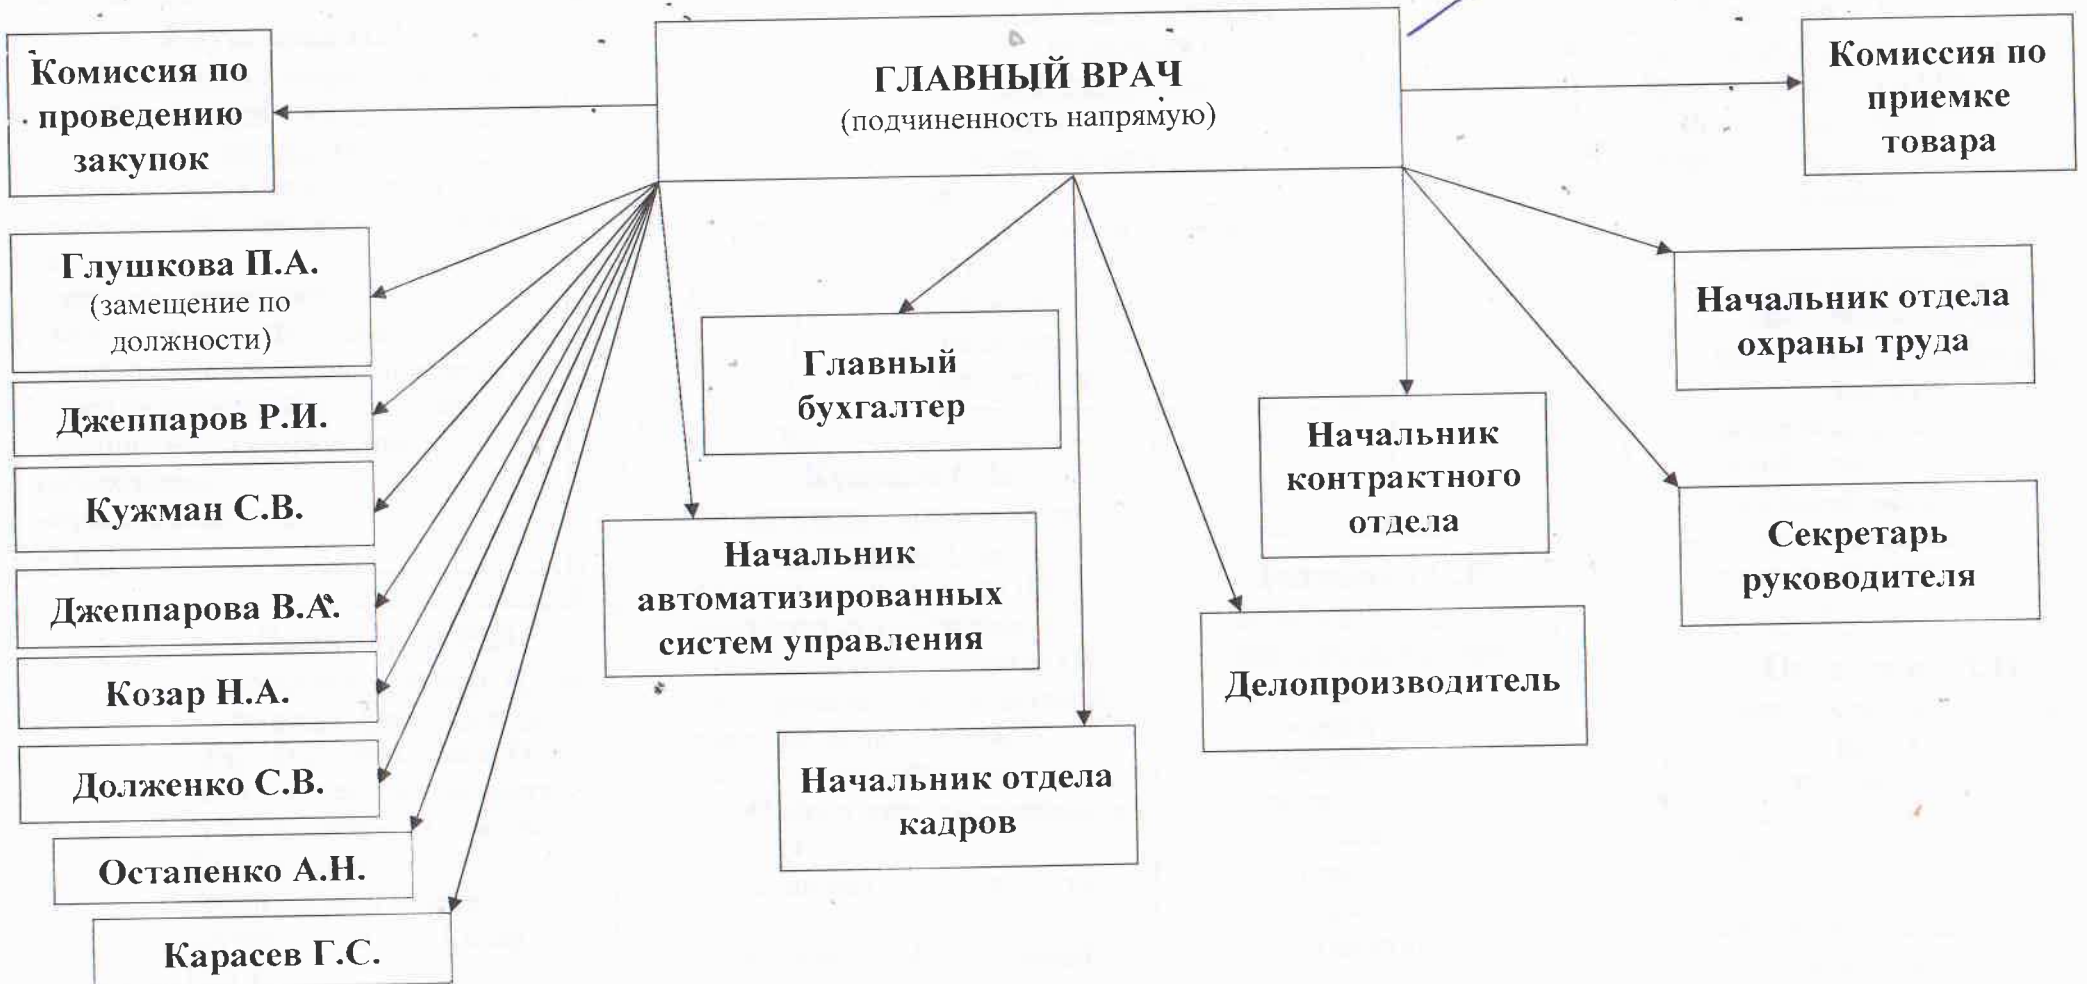 Комиссия по
проведению
закупок
ГЛАВНЫЙ ВРАЧ
(подчиненность напрямую)
Комиссия по
приемке
товара
Глушкова П.А.
(замещение по
должности)
Джеппаров Р.И.
Кужман С.В.
Джеппарова В.А.
Козар Н.А.
Долженко С.В.
Остапенко А.Н.
Карасев Г.С.
Начальник
автоматизированных
систем управления
Главный
бухгалтер
Начальник отдела
кадров
Делопроизводитель
Начальник
контрактного
отдела
Начальник отдела
охраны труда
Секретарь
руководителя